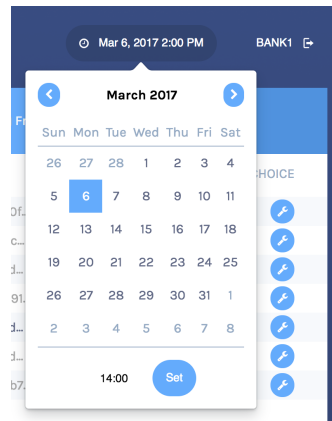 Mar 6, 2017 2:00 PM BANK1
March 2017
Sun Mon Tue Wed Thu Fri Sat
26 27 28 1 2 3 4
HOICE
5 6 7 8 9 10 11
12 13 14 15 16 17 18
19 20 21 22 23 24 25
91.. 26 27 28 29 30 31 1
d... 2 3 4 5 6 7 8
d...
14:00 Set
b7.